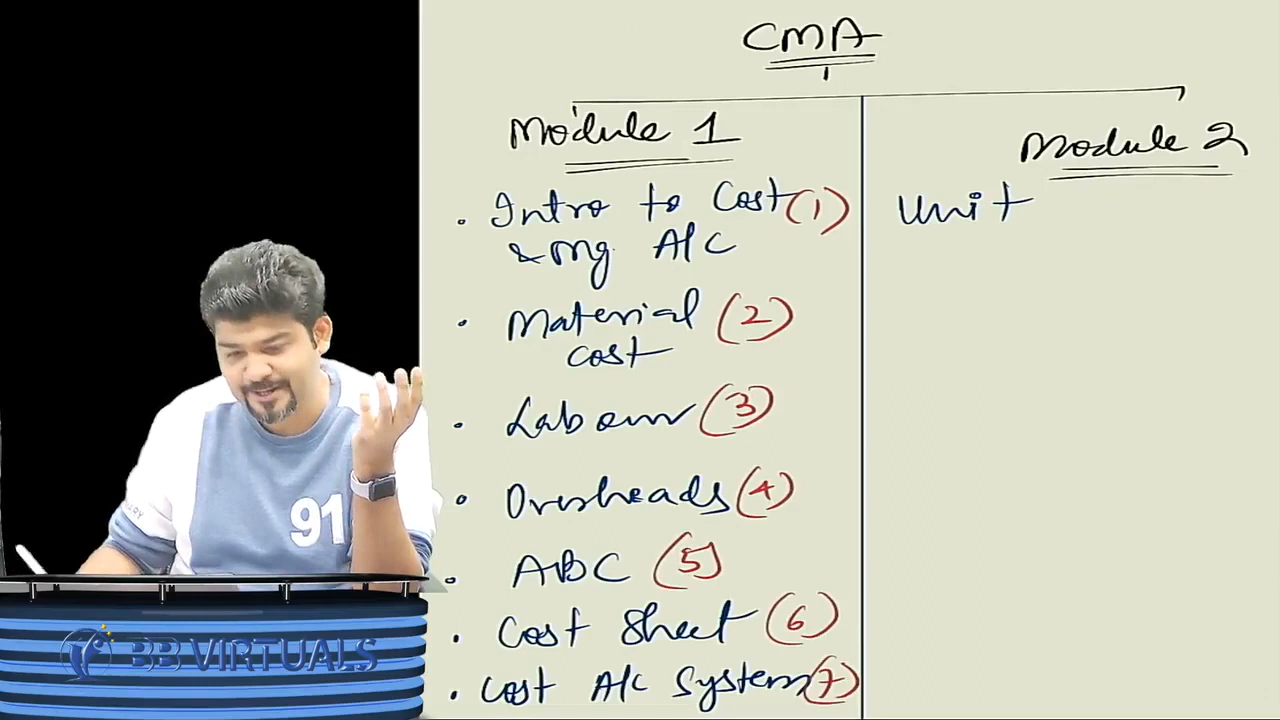 CMA
Module 1
. Intro to Cost (1)
& Mng A/C
. Material (2)
cost
. Labour (3)
. Overheads (4)
. ABC (5)
. Cost Sheet (6)
. Cost A/c System (7)
Module 2
Unit
91
BB VIRTUALS